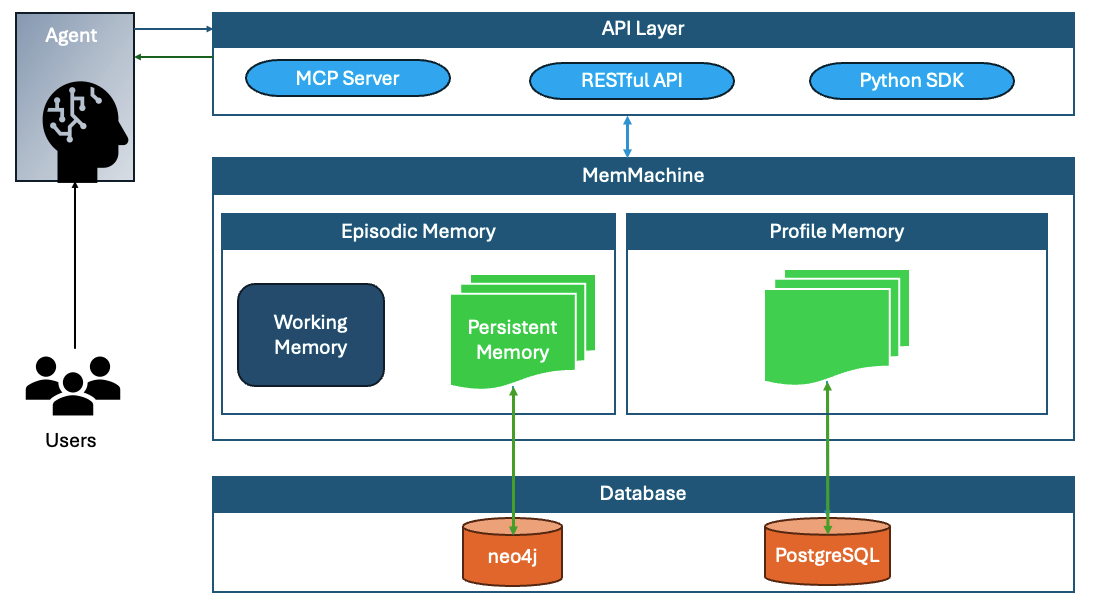 Agent
API Layer
MCP Server
RESTful API
Python SDK
MemMachine
Episodic Memory
Profile Memory
Working
Memory
Persistent
Memory
Users
Database
neo4j
PostgreSQL